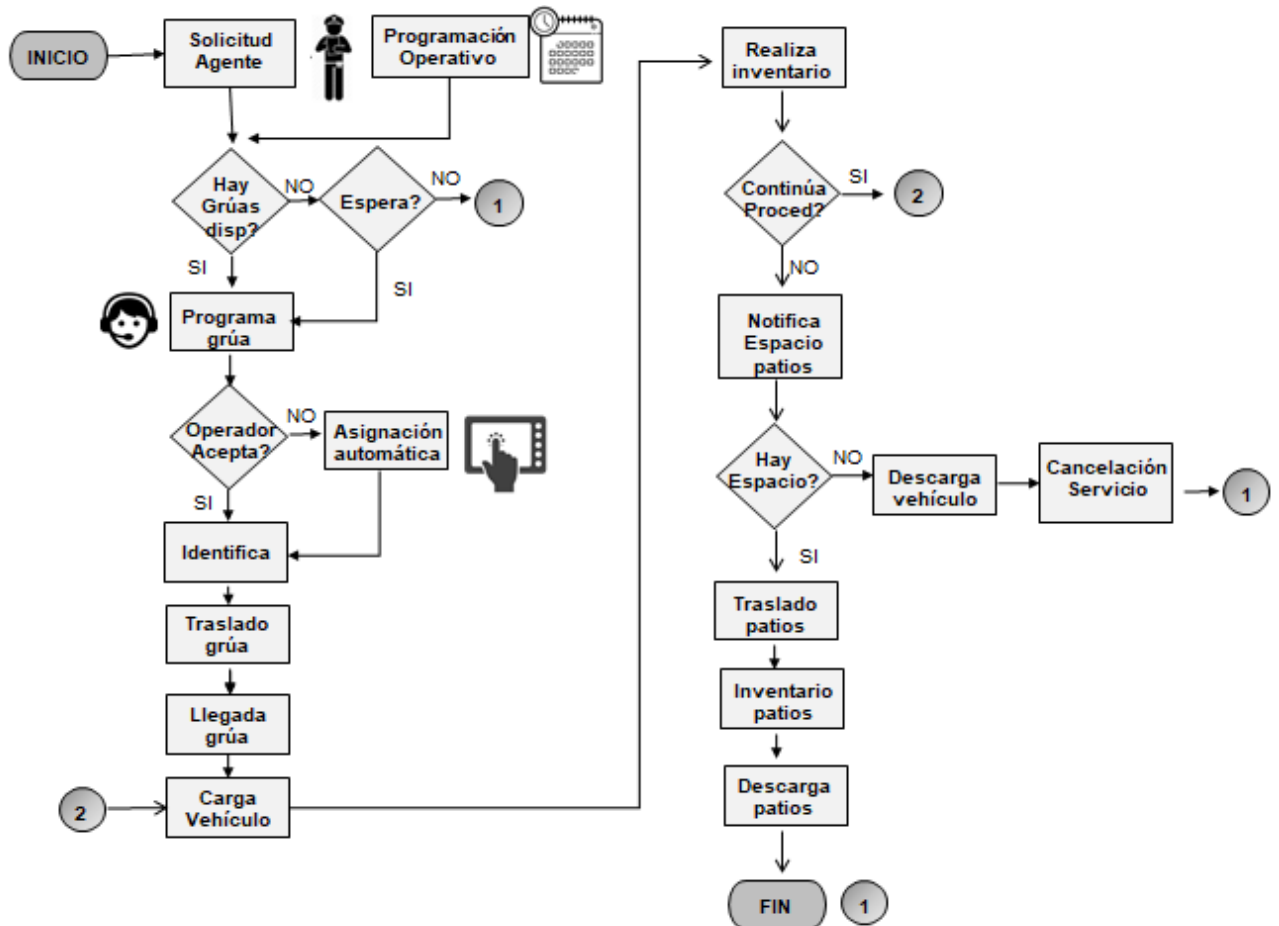 INICIO
Solicitud
Agente
Programación
Operativo
Hay
Grúas
disp?
NO
Espera?
NO
1
SI
SI
Programa
grúa
Operador
Acepta?
NO
Asignación
automática
SI
Identifica
Traslado
grúa
Llegada
grúa
2
Carga
Vehículo
Realiza
inventario
Continúa
Proced?
SI
2
NO
Notifica
Espacio
patios
Hay
Espacio?
NO
Descarga
vehículo
Cancelación
Servicio
1
SI
Traslado
patios
Inventario
patios
Descarga
patios
FIN
1